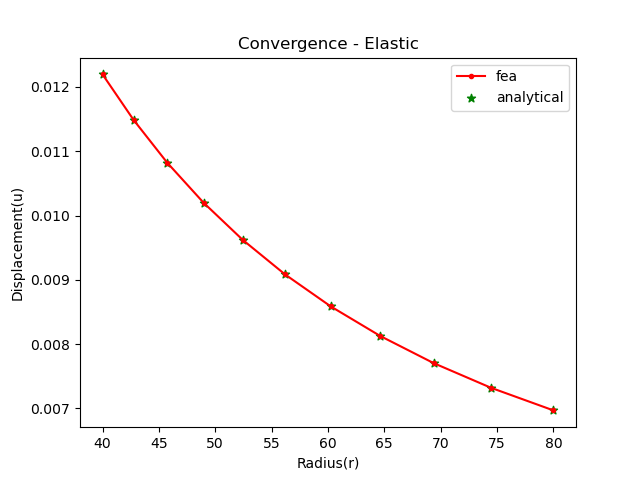 Convergence - Elastic
fea
analytical
0.012
0.011
0.010
0.009
0.008
0.007
Displacement(u)
40 45 50 55 60 65 70 75 80
Radius(r)